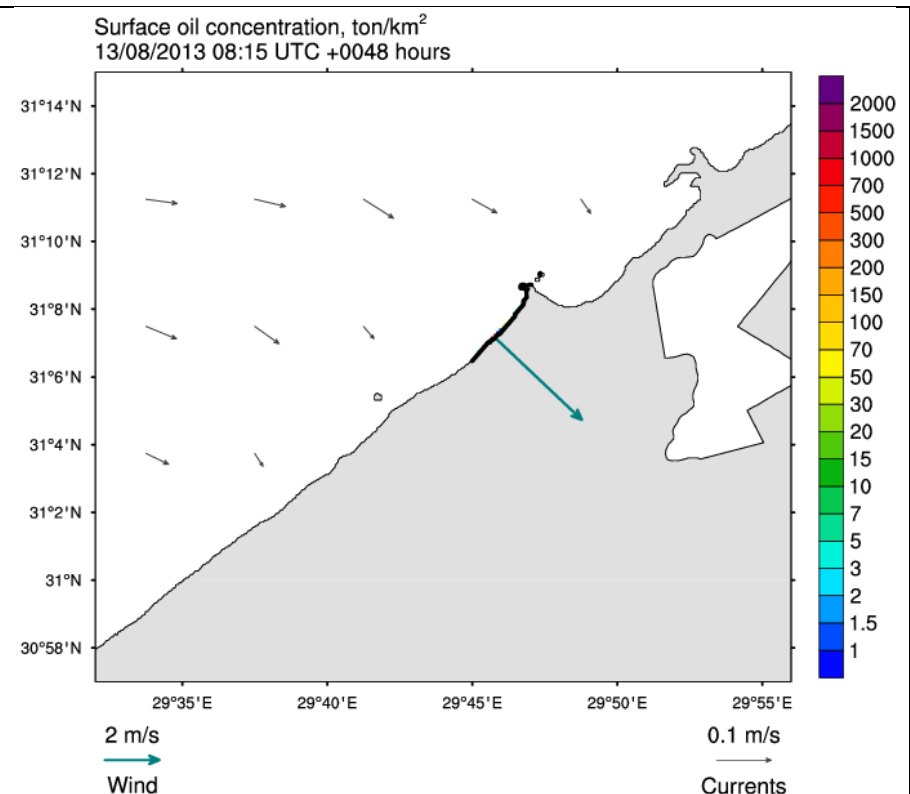 Surface oil concentration, ton/km²
13/08/2013 08:15 UTC +0048 hours
31°14'N
31°12'N
31°10'N
31°8'N
31°6'N
31°4'N
31°2'N
31°N
30°58'N
29°35'E
29°40'E
29°45'E
29°50'E
29°55'E
2000
1500
1000
700
500
300
200
150
100
70
50
30
20
15
10
7
5
3
2
1.5
1
2 m/s
Wind
0.1 m/s
Currents